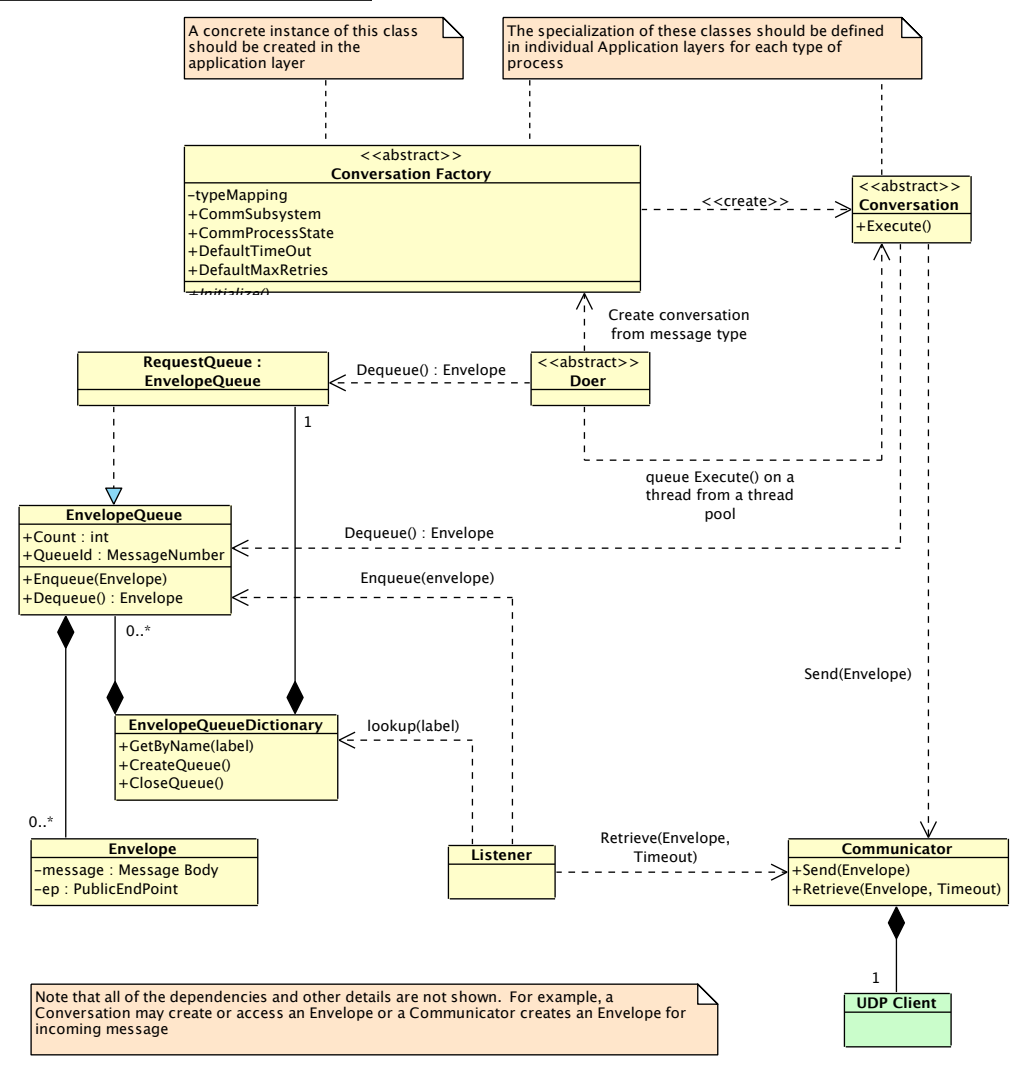 A concrete instance of this class
should be created in the
application layer
The specialization of these classes should be defined
in individual Application layers for each type of
process
<<abstract>>
Conversation Factory
-typeMapping
+CommSubsystem
+CommProcessState
+DefaultTimeOut
+DefaultMaxRetries
+Initialize()
<<create>>
<<abstract>>
Conversation
+Execute()
Create conversation
from message type
RequestQueue :
EnvelopeQueue
Dequeue() : Envelope
<<abstract>>
Doer
1
queue Execute() on a
thread from a thread
pool
EnvelopeQueue
+Count : int
+QueueId : MessageNumber
+Enqueue(Envelope)
+Dequeue() : Envelope
Dequeue() : Envelope
Enqueue(envelope)
0..*
Send(Envelope)
EnvelopeQueueDictionary
+GetByName(label)
+CreateQueue()
+CloseQueue()
lookup(label)
0..*
Envelope
-message : Message Body
-ep : PublicEndPoint
Listener
Retrieve(Envelope,
Timeout)
Communicator
+Send(Envelope)
+Retrieve(Envelope, Timeout)
1
UDP Client
Note that all of the dependencies and other details are not shown.  For example, a
Conversation may create or access an Envelope or a Communicator creates an Envelope for
incoming message